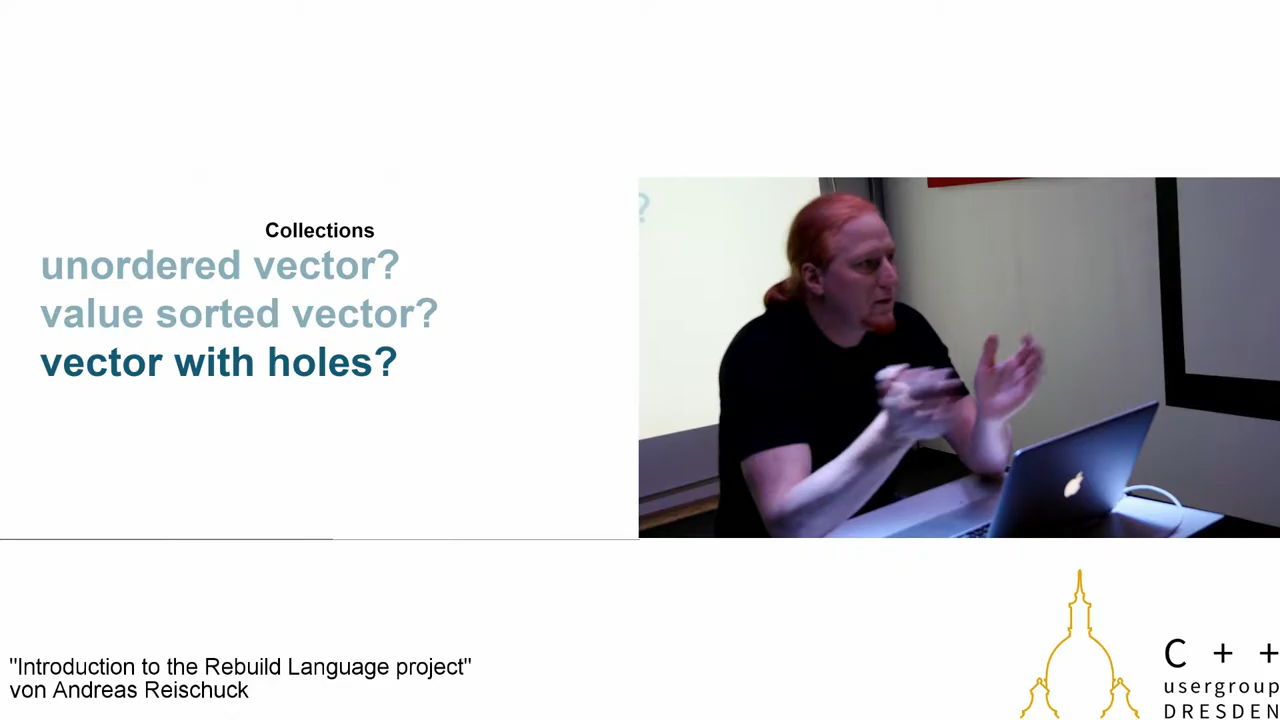 Collections
unordered vector?
value sorted vector?
vector with holes?
?
"Introduction to the Rebuild Language project"
von Andreas Reischuck
C + +
usergroup
DRESDEN